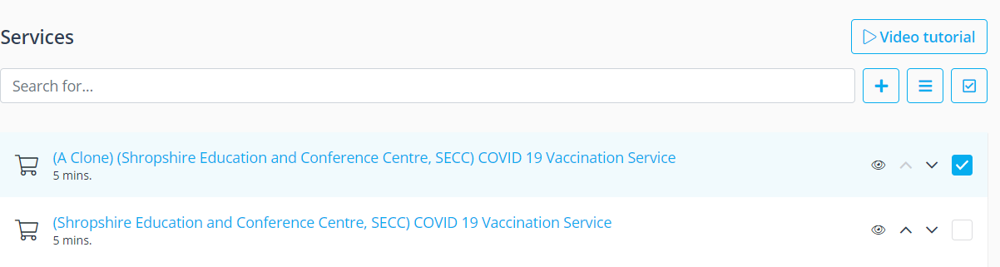 Services
Video tutorial
Search for...
(A Clone) (Shropshire Education and Conference Centre, SECC) COVID 19 Vaccination Service
5 mins.
(Shropshire Education and Conference Centre, SECC) COVID 19 Vaccination Service
5 mins.